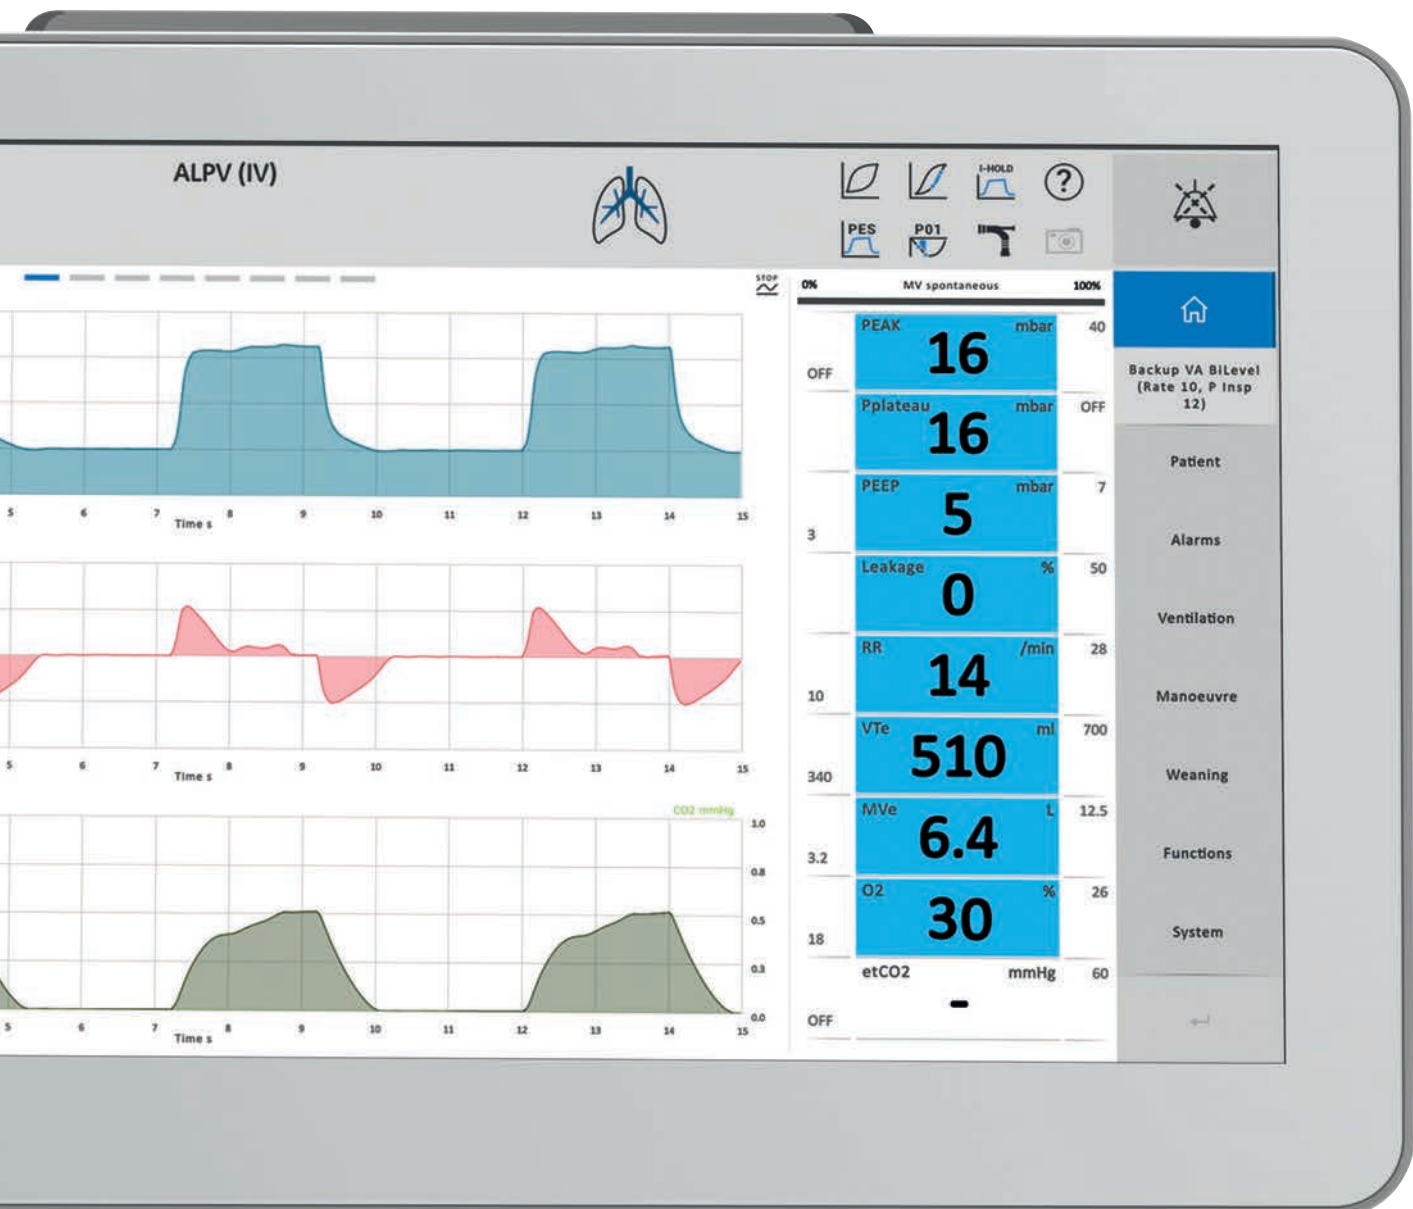 ALPV (IV)
I-HOLD
?
PES
P01
STOP
0% MV spontaneous 100%
PEAK mbar 40
16
OFF
Pplateau mbar OFF
16
PEEP mbar 7
5
3
Leakage % 50
0
RR /min 28
14
10
VTe ml 700
510
340
MVe L 12.5
6.4
3.2
O2 % 26
30
18
etCO2 mmHg 60
-
OFF
5 6 7 8 9 10 11 12 13 14 15
Time s
5 6 7 8 9 10 11 12 13 14 15
Time s
CO2 mmHg
1.0
0.8
0.5
0.3
0.0
5 6 7 8 9 10 11 12 13 14 15
Time s
Backup VA BiLevel
(Rate 10, P Insp
12)
Patient
Alarms
Ventilation
Manoeuvre
Weaning
Functions
System